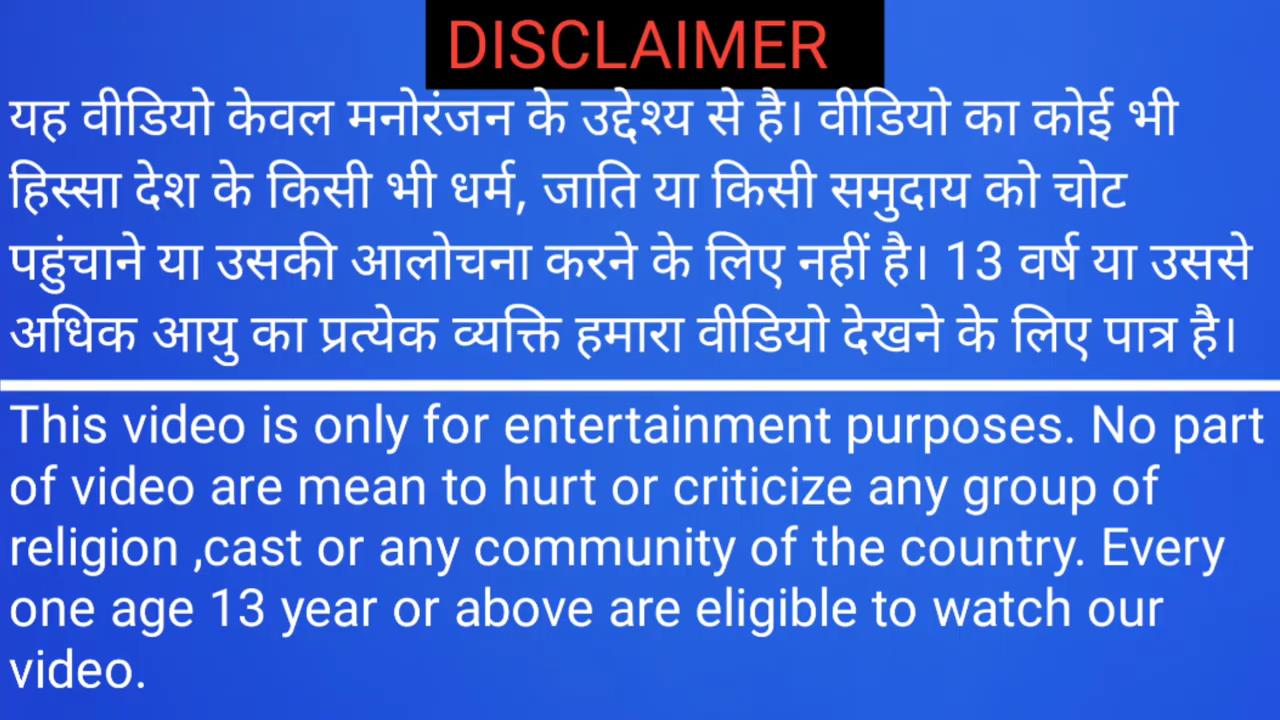 DISCLAIMER
यह वीडियो केवल मनोरंजन के उद्देश्य से है। वीडियो का कोई भी
हिस्सा देश के किसी भी धर्म, जाति या किसी समुदाय को चोट
पहुंचाने या उसकी आलोचना करने के लिए नहीं है। 13 वर्ष या उससे
अधिक आयु का प्रत्येक व्यक्ति हमारा वीडियो देखने के लिए पात्र है।
This video is only for entertainment purposes. No part
of video are mean to hurt or criticize any group of
religion ,cast or any community of the country. Every
one age 13 year or above are eligible to watch our
video.